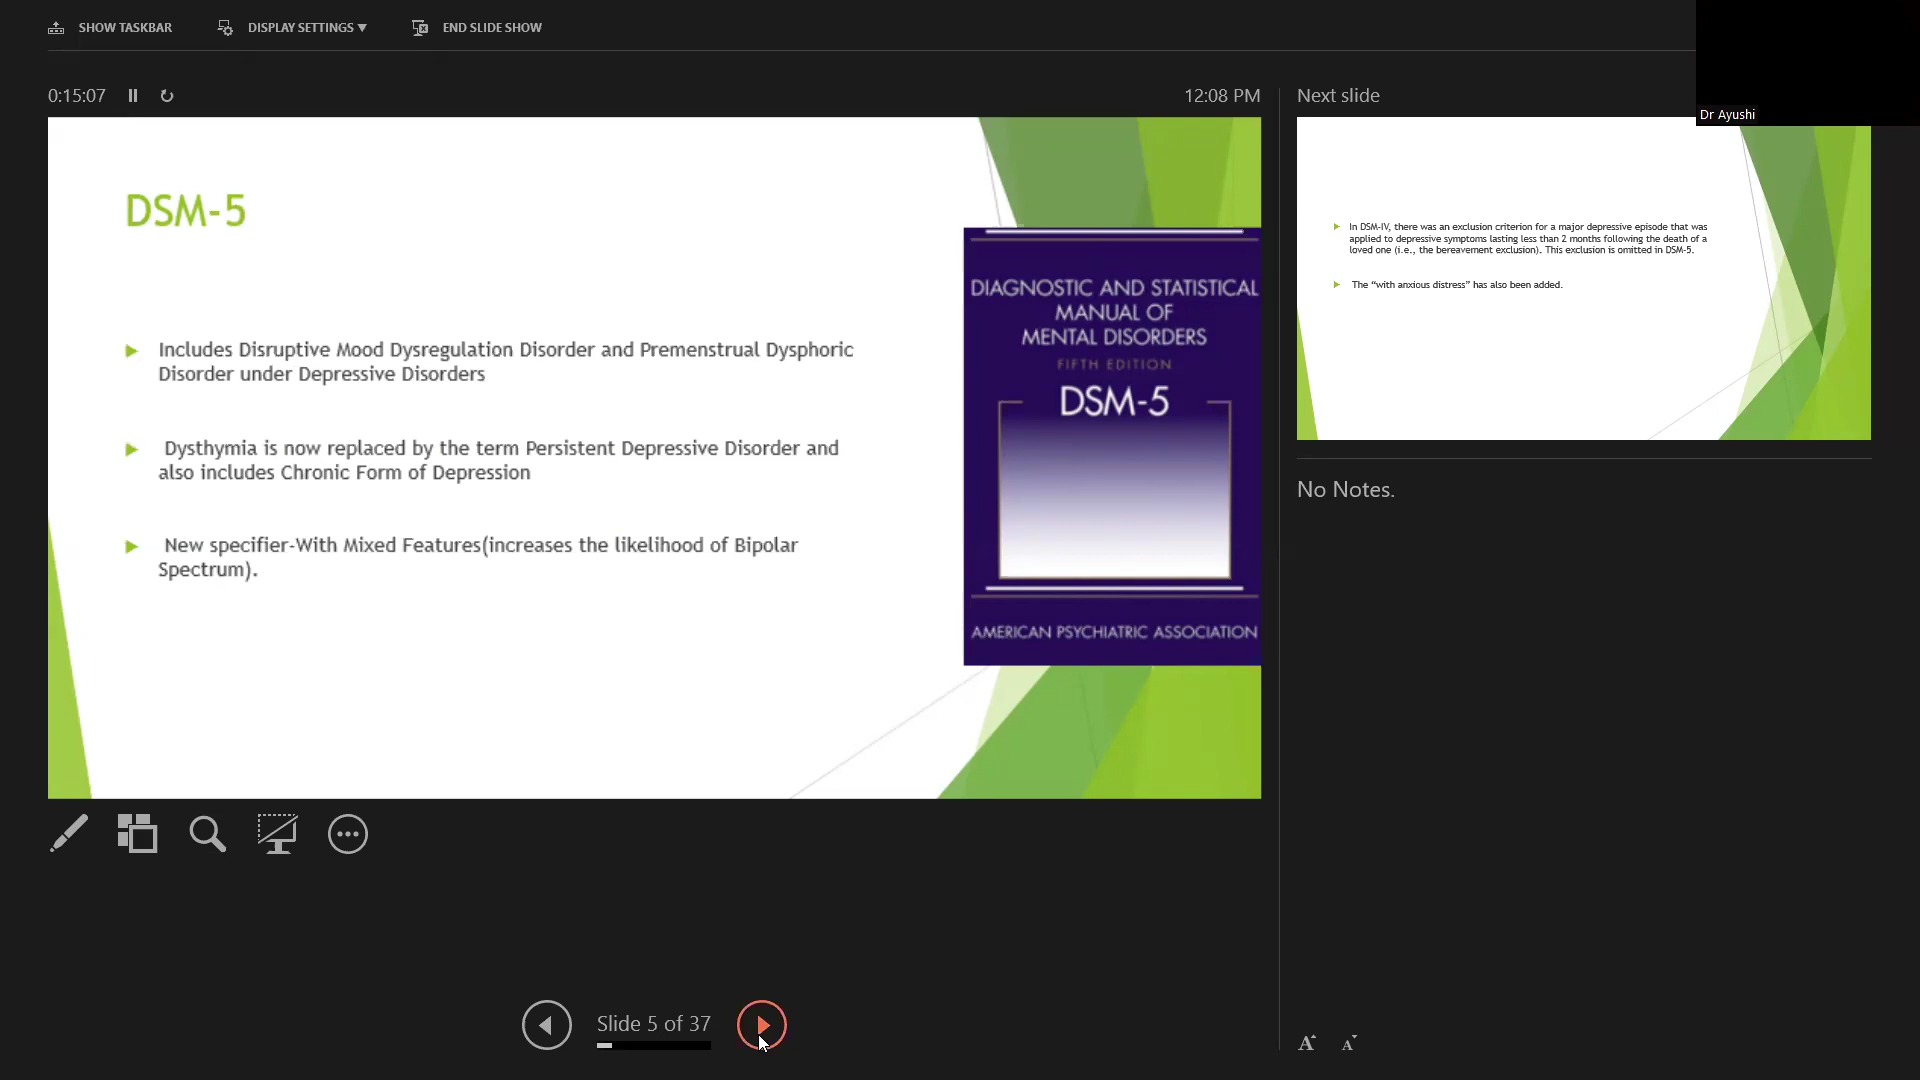 SHOW TASKBAR
DISPLAY SETTINGS
END SLIDE SHOW
0:15:07
12:08 PM
Next slide
Dr Ayushi
DSM-5
Includes Disruptive Mood Dysregulation Disorder and Premenstrual Dysphoric
Disorder under Depressive Disorders
Dysthymia is now replaced by the term Persistent Depressive Disorder and
also includes Chronic Form of Depression
New specifier-With Mixed Features(increases the likelihood of Bipolar
Spectrum).
DIAGNOSTIC AND STATISTICAL
MANUAL OF
MENTAL DISORDERS
FIFTH EDITION
DSM-5
AMERICAN PSYCHIATRIC ASSOCIATION
In DSM-IV, there was an exclusion criterion for a major depressive episode that was
applied to depressive symptoms lasting less than 2 months following the death of a
loved one (i.e., the bereavement exclusion). This exclusion is omitted in DSM-5.
The “with anxious distress” has also been added.
No Notes.
Slide 5 of 37
A A